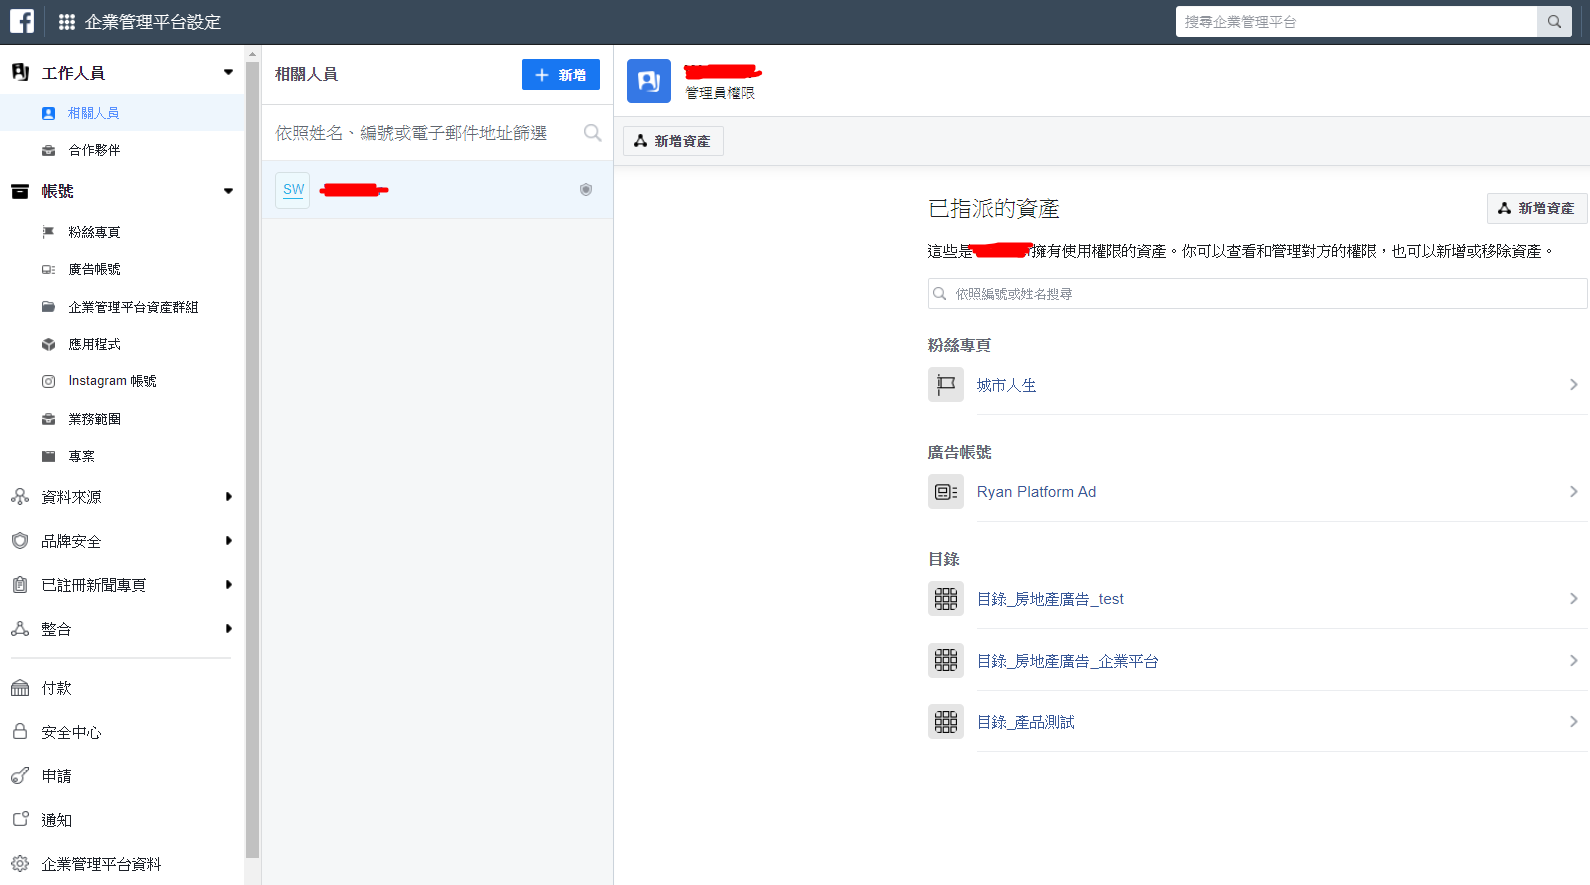 企業管理平台設定
搜尋企業管理平台
工作人員
相關人員
合作夥伴
帳號
粉絲專頁
廣告帳號
企業管理平台資產群組
應用程式
Instagram 帳號
業務範圍
專案
資料來源
品牌安全
已註冊新聞專頁
整合
付款
安全中心
申請
通知
企業管理平台資料
相關人員
新增
依照姓名、編號或電子郵件地址篩選
SW
管理員權限
新增資產
已指派的資產
新增資產
這些是 擁有使用權限的資產。你可以查看和管理對方的權限，也可以新增或移除資產。
依照編號或姓名搜尋
粉絲專頁
城市人生
廣告帳號
Ryan Platform Ad
目錄
目錄_房地產廣告_test
目錄_房地產廣告_企業平台
目錄_產品測試